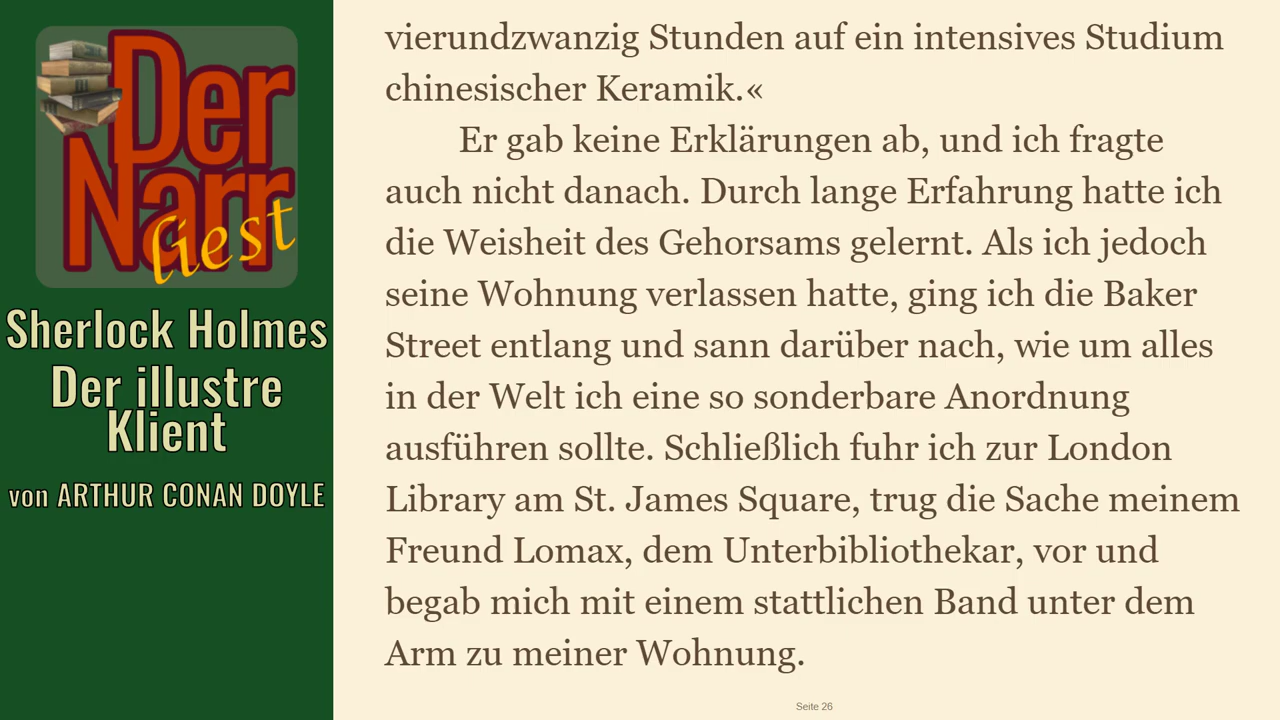 Der
Narr
liest
Sherlock Holmes
Der illustre
Klient
von ARTHUR CONAN DOYLE
vierundzwanzig Stunden auf ein intensives Studium
chinesischer Keramik.«
Er gab keine Erklärungen ab, und ich fragte
auch nicht danach. Durch lange Erfahrung hatte ich
die Weisheit des Gehorsams gelernt. Als ich jedoch
seine Wohnung verlassen hatte, ging ich die Baker
Street entlang und sann darüber nach, wie um alles
in der Welt ich eine so sonderbare Anordnung
ausführen sollte. Schließlich fuhr ich zur London
Library am St. James Square, trug die Sache meinem
Freund Lomax, dem Unterbibliothekar, vor und
begab mich mit einem stattlichen Band unter dem
Arm zu meiner Wohnung.
Seite 26